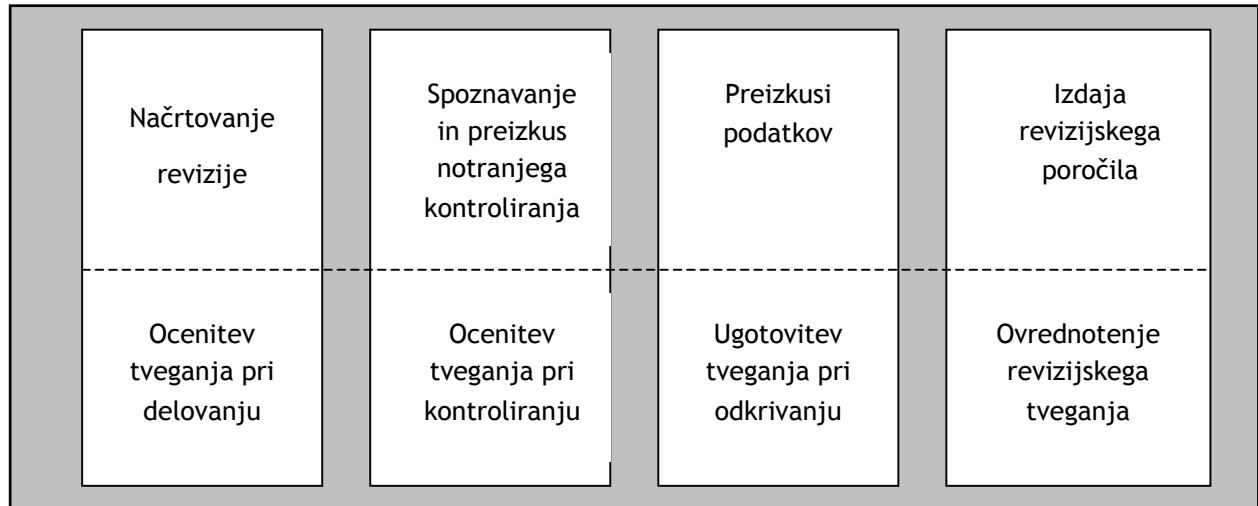 Načrtovanje
revizije
Spoznavanje
in preizkus
notranjega
kontroliranja
Preizkusi
podatkov
Izdaja
revizijskega
poročila
Ocenitev
tveganja pri
delovanju
Ocenitev
tveganja pri
kontroliranju
Ugotovitev
tveganja pri
odkrivanju
Ovrednotenje
revizijskega
tveganja